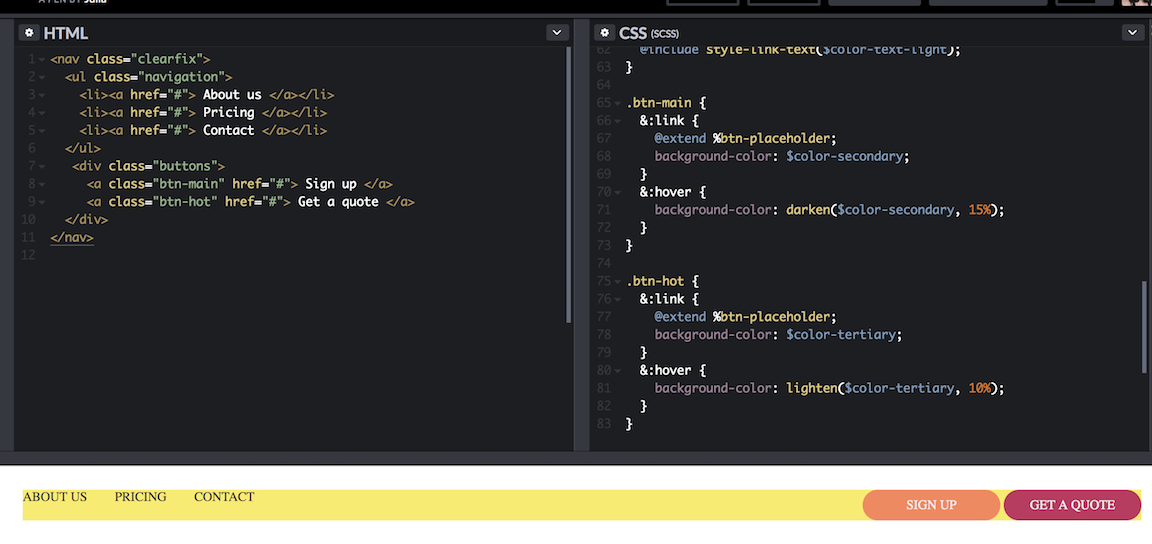 A PEN BY Julia
HTML
1 <nav class="clearfix">
2 <ul class="navigation">
3 <li><a href="#"> About us </a></li>
4 <li><a href="#"> Pricing </a></li>
5 <li><a href="#"> Contact </a></li>
6 </ul>
7 <div class="buttons">
8 <a class="btn-main" href="#"> Sign up </a>
9 <a class="btn-hot" href="#"> Get a quote </a>
10 </div>
11 </nav>
12
CSS (SCSS)
62 @include style-link-text($color-text-light);
63 }
64
65 .btn-main {
66 &:link {
67 @extend %btn-placeholder;
68 background-color: $color-secondary;
69 }
70 &:hover {
71 background-color: darken($color-secondary, 15%);
72 }
73 }
74
75 .btn-hot {
76 &:link {
77 @extend %btn-placeholder;
78 background-color: $color-tertiary;
79 }
80 &:hover {
81 background-color: lighten($color-tertiary, 10%);
82 }
83 }
ABOUT US PRICING CONTACT SIGN UP GET A QUOTE